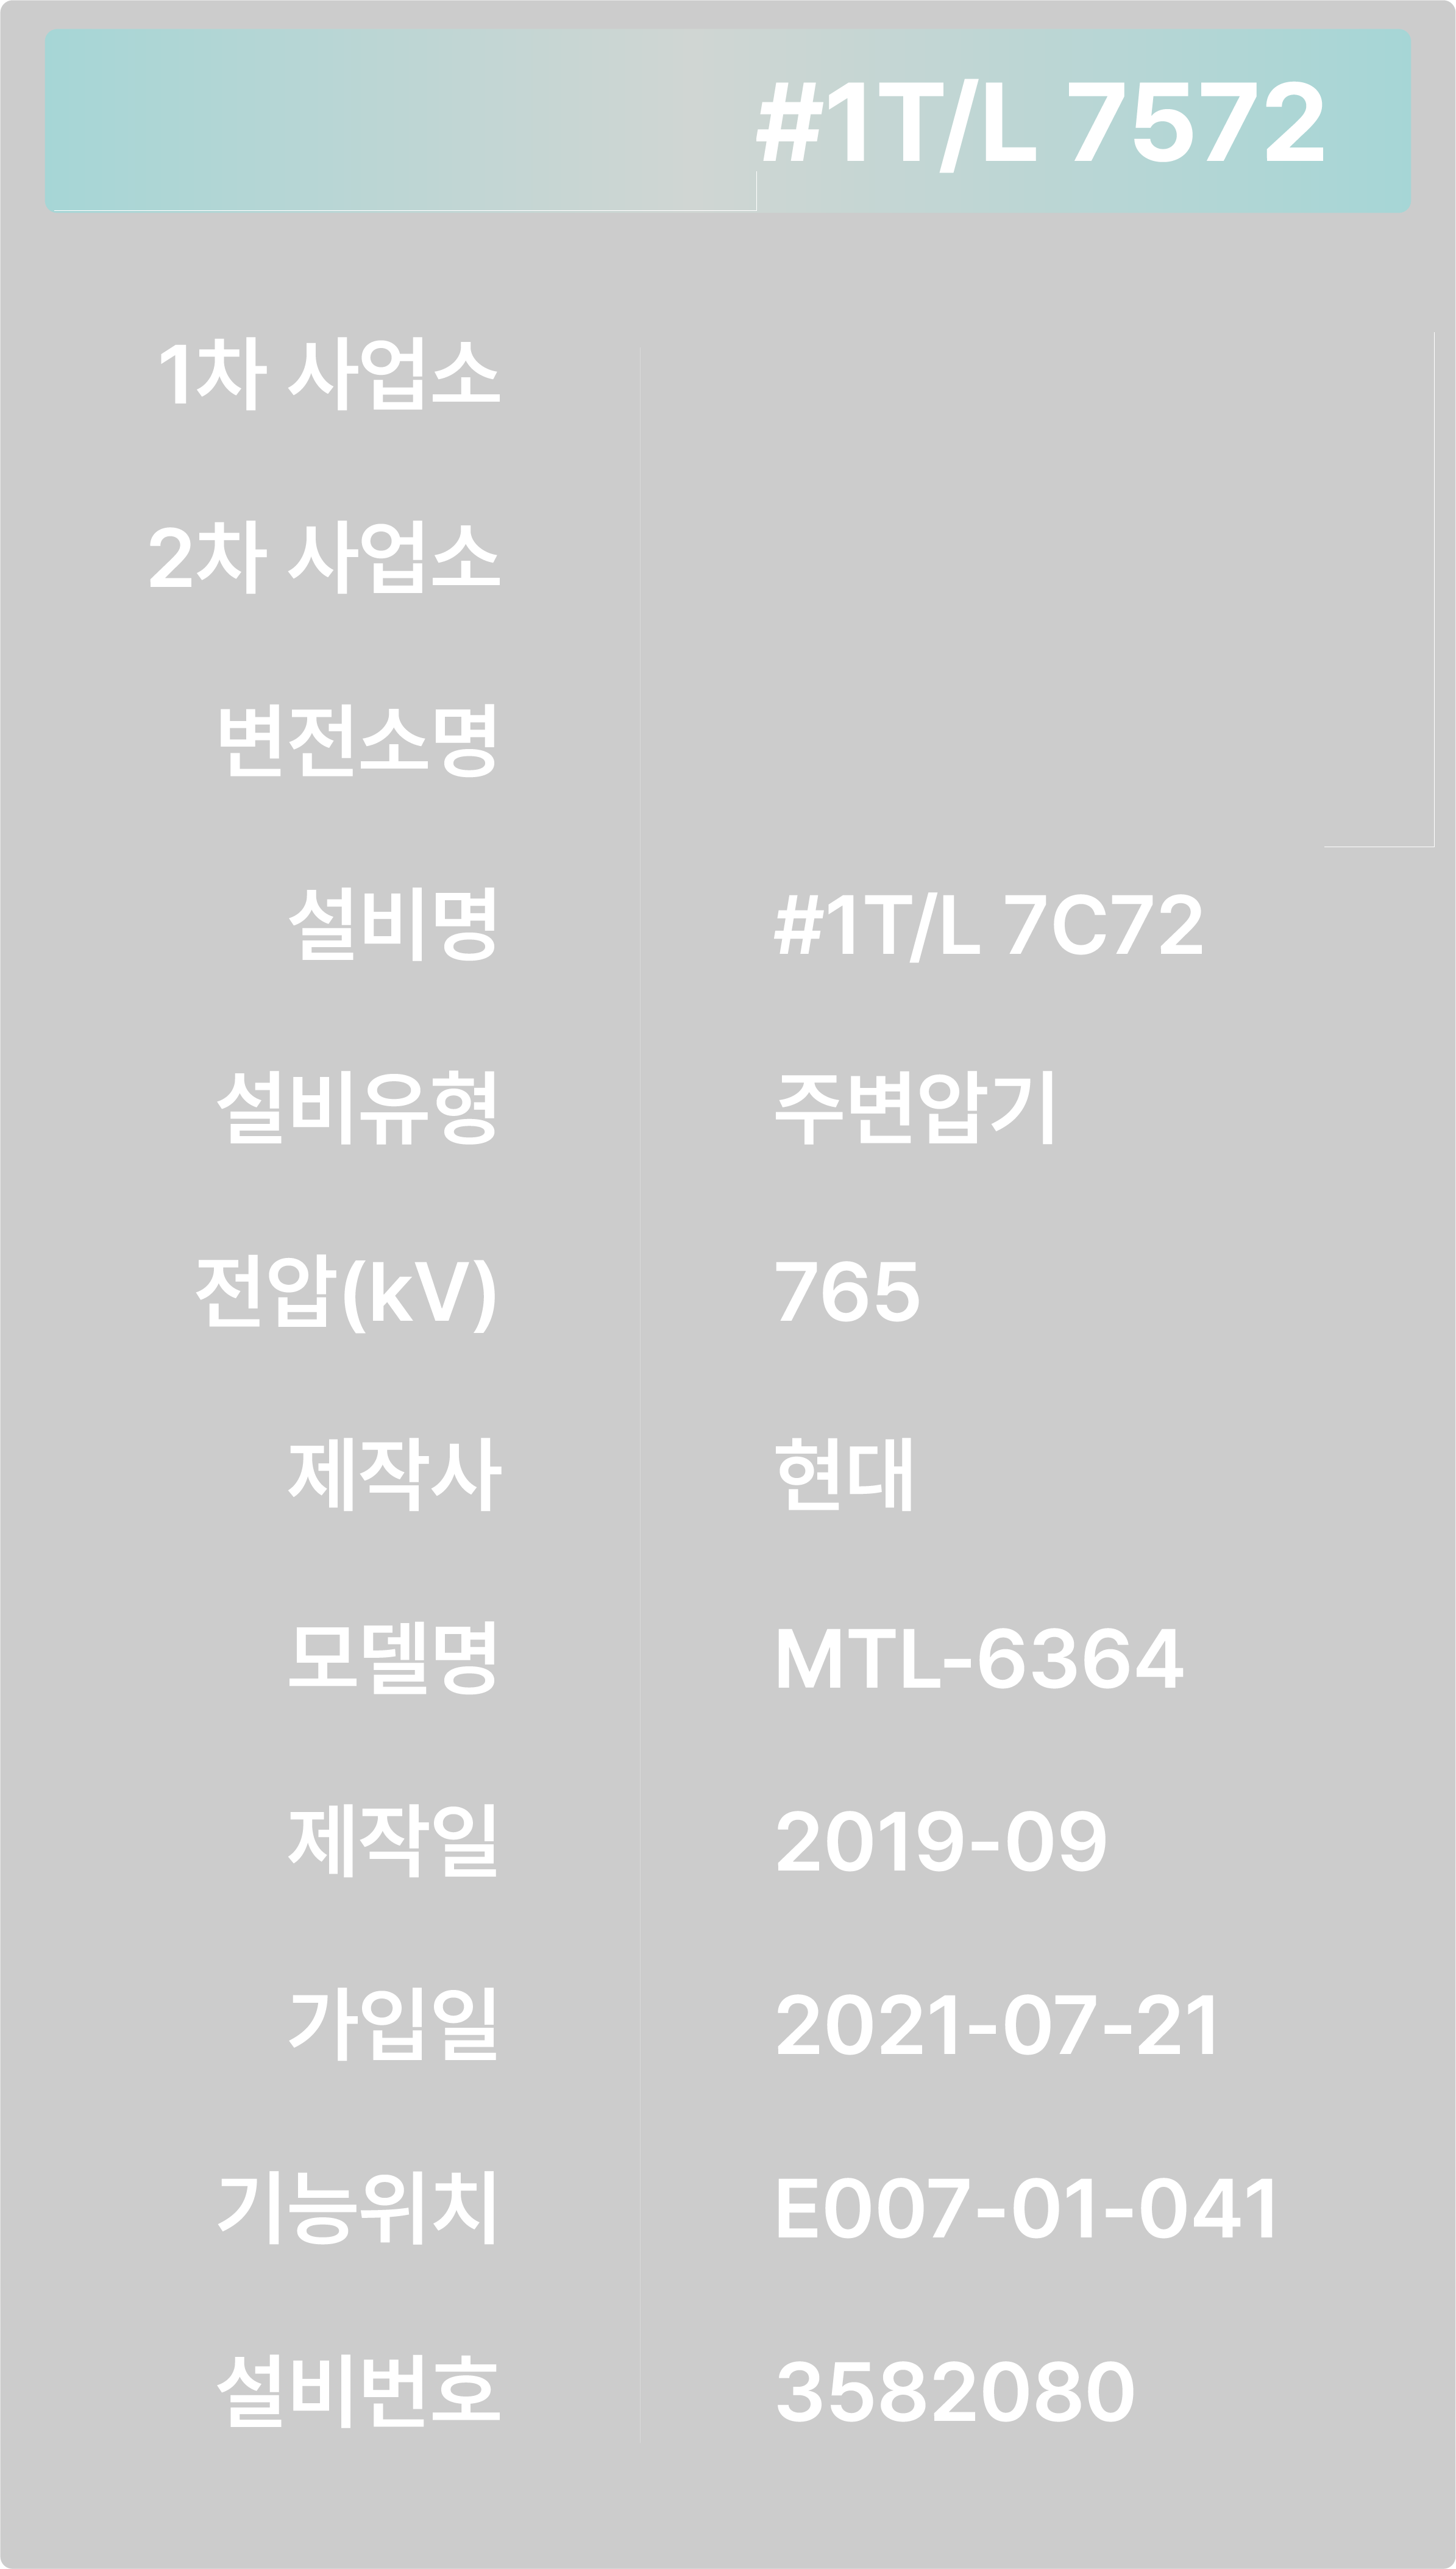 #1T/L 7572
1차 사업소
2차 사업소
변전소명
설비명 #1T/L 7C72
설비유형 주변압기
전압(kV) 765
제작사 현대
모델명 MTL-6364
제작일 2019-09
가입일 2021-07-21
기능위치 E007-01-041
설비번호 3582080